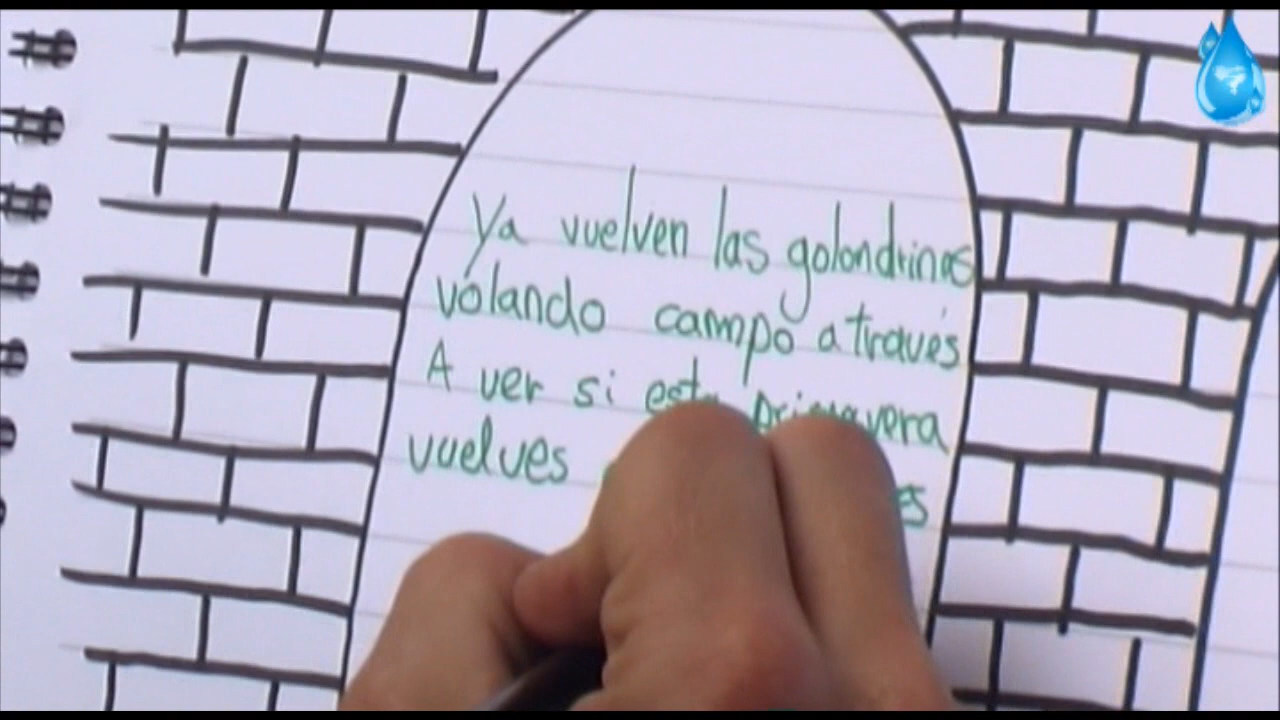 Ya vuelven las golondrinas
volando campo a través
A ver si esta primavera
vuelves